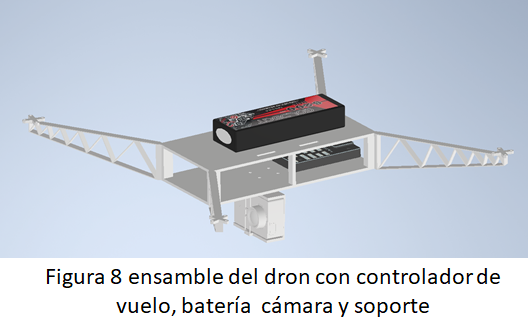 Figura 8 ensamble del dron con controlador de
vuelo, batería cámara y soporte